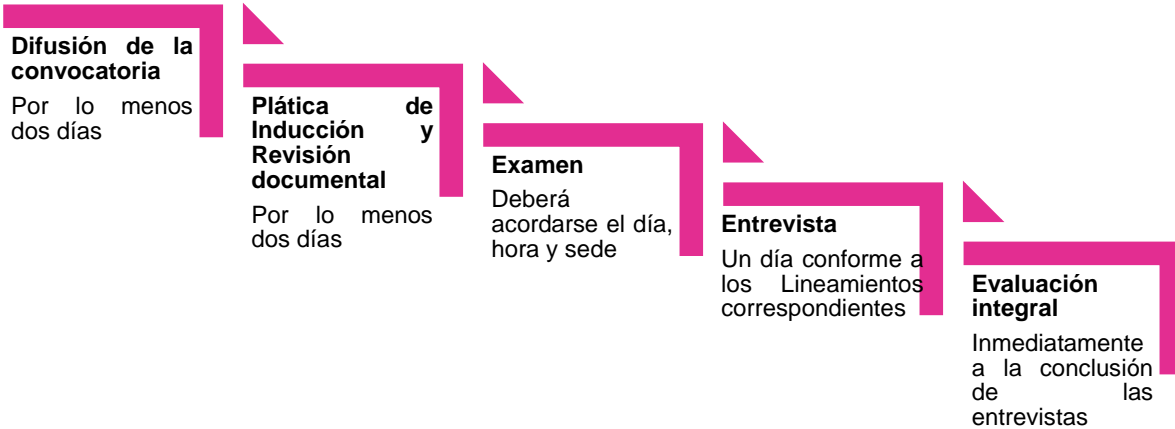 Difusión de la
convocatoria
Por lo menos
dos días
Plática de
Inducción y
Revisión
documental
Por lo menos
dos días
Examen
Deberá
acordarse el día,
hora y sede
Entrevista
Un día conforme a
los Lineamientos
correspondientes
Evaluación
integral
Inmediatamente
a la conclusión
de las
entrevistas